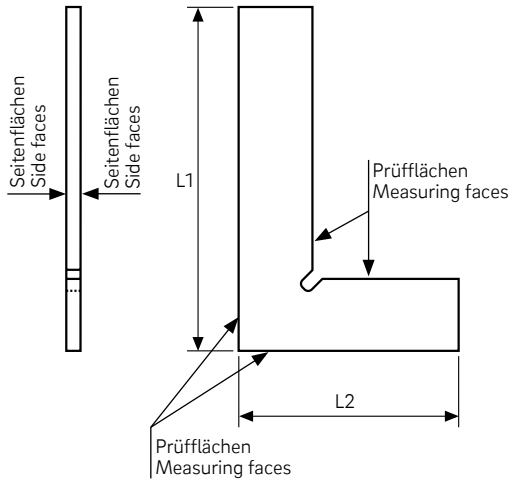 Seitenflächen
Side faces
Seitenflächen
Side faces
L1
Prüfflächen
Measuring faces
L2
Prüfflächen
Measuring faces